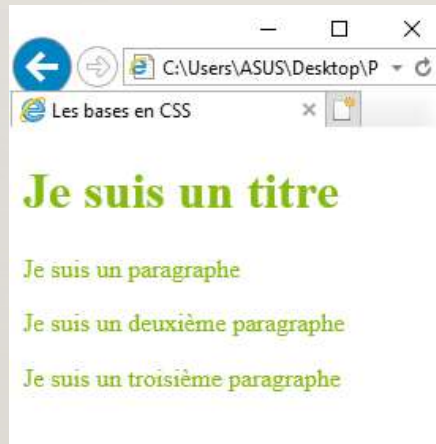 C:\Users\ASUS\Desktop\P
Les bases en CSS
Je suis un titre
Je suis un paragraphe
Je suis un deuxième paragraphe
Je suis un troisième paragraphe